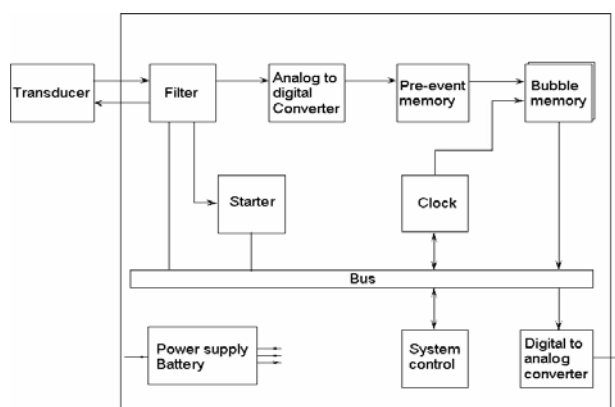 Transducer
Filter
Analog to
digital
Converter
Pre-event
memory
Bubble
memory
Starter
Clock
Bus
Power supply
Battery
System
control
Digital to
analog
converter